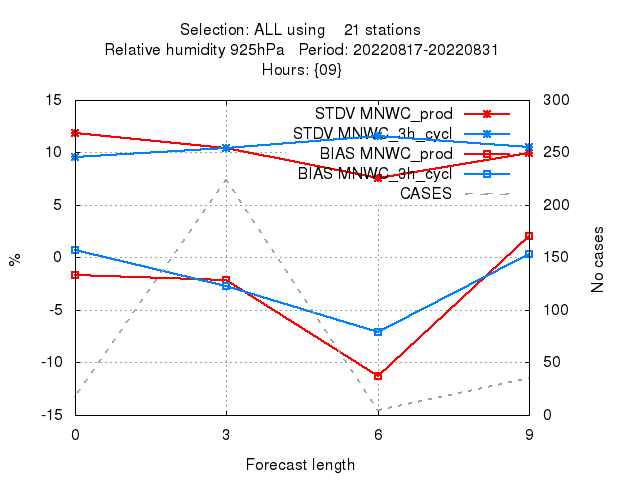 Selection: ALL using    21 stations
Relative humidity 925hPa   Period: 20220817-20220831
Hours: {09}
15
10
5
0
-5
-10
-15
300
250
200
150
100
50
0
%
No cases
STDV MNWC_prod
STDV MNWC_3h_cycl
BIAS MNWC_prod
BIAS MNWC_3h_cycl
CASES
0 3 6 9
Forecast length